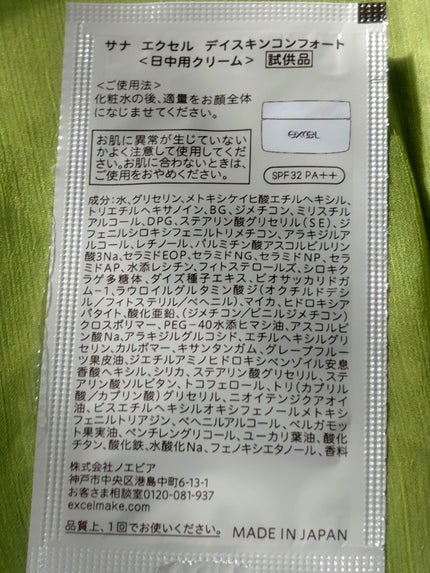 サナ エクセル デイスキンコンフォート
<日中用クリーム> 試供品
<ご使用法>
化粧水の後、適量をお顔全体
になじませてください。
お肌に異常が生じていない
かよく注意して使用してくだ
さい。お肌に合わないときは、
ご使用をおやめください。
excel
SPF32 PA++
成分:水、グリセリン、メトキシケイヒ酸エチルヘキシル、
トリエチルヘキサノイン、BG、ジメチコン、ミリスチル
アルコール、DPG、ステアリン酸グリセリル(SE)、ジ
フェニルシロキシフェニルトリメチコン、アラキジルア
ルコール、レチノール、パルミチン酸アスコルビルリン
酸3Na、セラミドEOP、セラミドNG、セラミドNP、セラ
ミドAP、水添レシチン、フィトステロールズ、シロキクラ
ゲ多糖体、ダイズ種子エキス、ビオサッカリドガ
ム-1、ラウロイルグルタミン酸ジ(オクチルドデシ
ル/フィトステリル/ベヘニル)、マイカ、ヒドロキシア
パタイト、酸化亜鉛、(ジメチコン/ビニルジメチコン)
クロスポリマー、PEG-40水添ヒマシ油、アスコルビ
ン酸Na、アラキジルグルコシド、エチルヘキシルグリ
セリン、カルボマー、キサンタンガム、グレープフルー
ツ果皮油、ジエチルアミノヒドロキシベンゾイル安息
香酸ヘキシル、シリカ、ステアリン酸グリセリル、ステ
アリン酸ソルビタン、トコフェロール、トリ(カプリル
酸/カプリン酸)グリセリル、ニオイテンジクアオイ
油、ビスエチルヘキシルオキシフェノールメトキシ
フェニルトリアジン、ベヘニルアルコール、ベルガモッ
ト果実油、ペンチレングリコール、ユーカリ葉油、酸化
チタン、酸化鉄、水酸化Na、フェノキシエタノール、香料
株式会社ノエビア
神戸市中央区港島中町6-13-1
お客さま相談室0120-081-937
excelmake.com
品質上、1回でお使いください。 MADE IN JAPAN